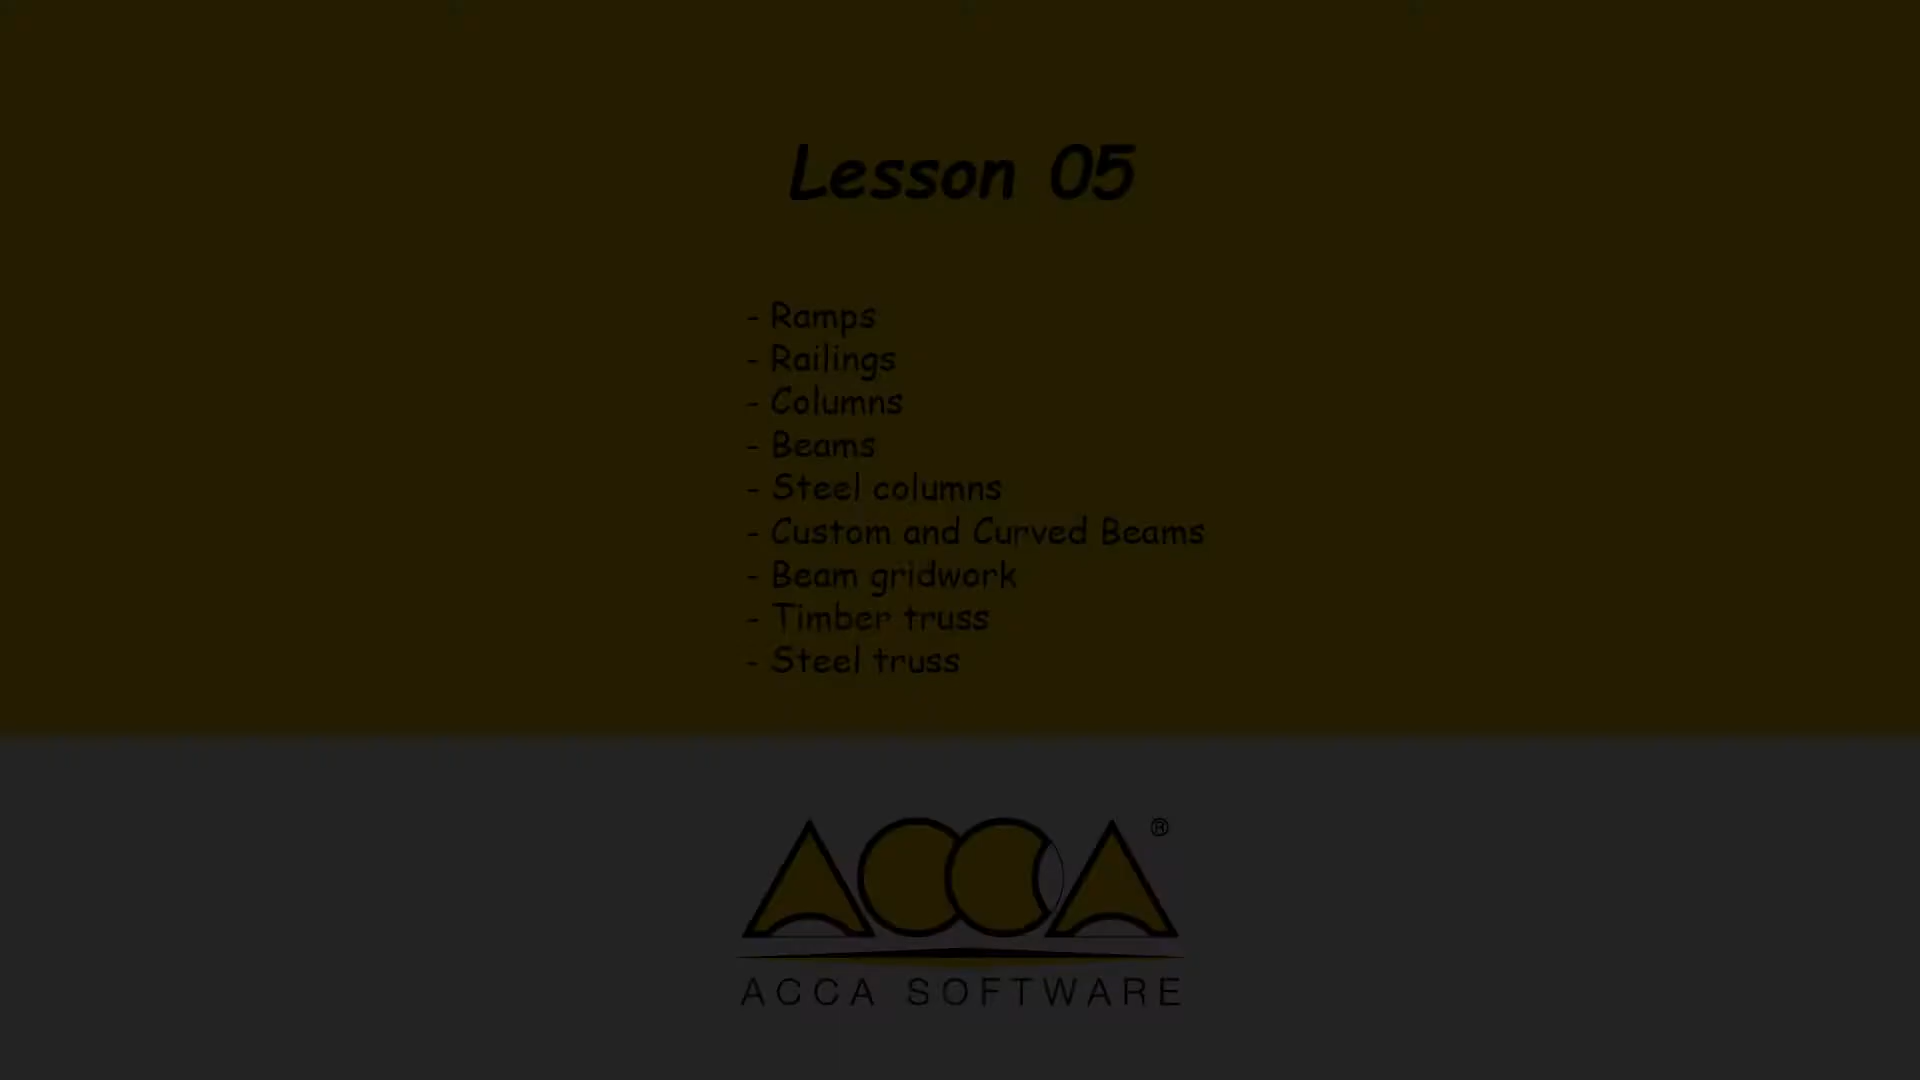 Lesson 05
- Ramps
- Railings
- Columns
- Beams
- Steel columns
- Custom and Curved Beams
- Beam gridwork
- Timber truss
- Steel truss
ACCA ®
ACCA SOFTWARE